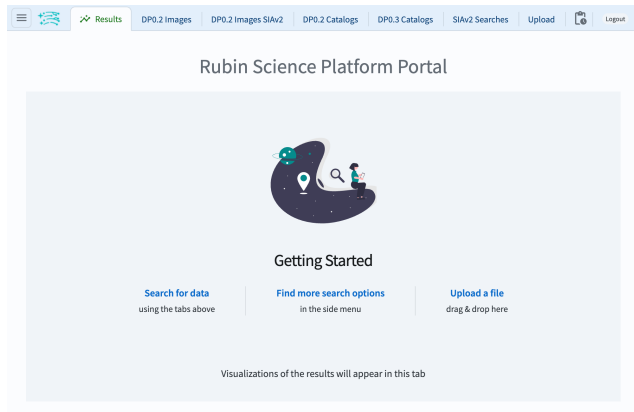 Results DP0.2 Images DP0.2 Images SIAv2 DP0.2 Catalogs DP0.3 Catalogs SIAv2 Searches Upload Logout
Rubin Science Platform Portal
Getting Started
Search for data Find more search options Upload a file
using the tabs above in the side menu drag & drop here
Visualizations of the results will appear in this tab